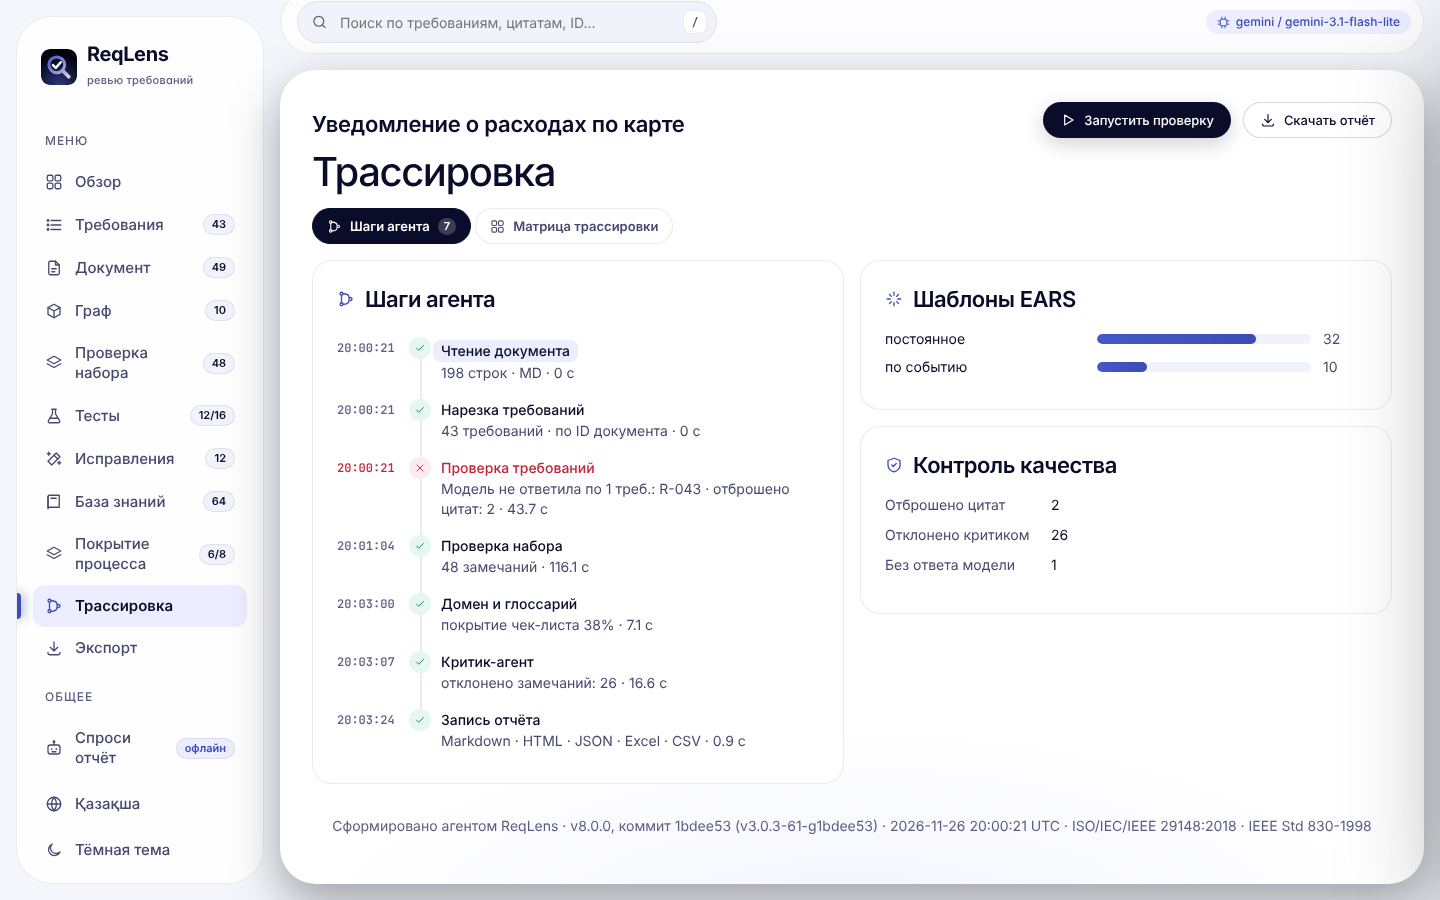 ReqLens
ревью требований
МЕНЮ
Обзор
Требования 43
Документ 49
Граф 10
Проверка
набора 48
Тесты 12/16
Исправления 12
База знаний 64
Покрытие
процесса 6/8
Трассировка
Экспорт
ОБЩЕЕ
Спроси
отчёт офлайн
Қазақша
Тёмная тема
Поиск по требованиям, цитатам, ID... /
gemini / gemini-3.1-flash-lite
Уведомление о расходах по карте
Запустить проверку
Скачать отчёт
Трассировка
Шаги агента 7
Матрица трассировки
Шаги агента
20:00:21 Чтение документа
198 строк · MD · 0 с
20:00:21 Нарезка требований
43 требований · по ID документа · 0 с
20:00:21 Проверка требований
Модель не ответила по 1 треб.: R-043 · отброшено
цитат: 2 · 43.7 с
20:01:04 Проверка набора
48 замечаний · 116.1 с
20:03:00 Домен и глоссарий
покрытие чек-листа 38% · 7.1 с
20:03:07 Критик-агент
отклонено замечаний: 26 · 16.6 с
20:03:24 Запись отчёта
Markdown · HTML · JSON · Excel · CSV · 0.9 с
Шаблоны EARS
постоянное 32
по событию 10
Контроль качества
Отброшено цитат 2
Отклонено критиком 26
Без ответа модели 1
Сформировано агентом ReqLens · v8.0.0, коммит 1bdee53 (v3.0.3-61-g1bdee53) · 2026-11-26 20:00:21 UTC · ISO/IEC/IEEE 29148:2018 · IEEE Std 830-1998